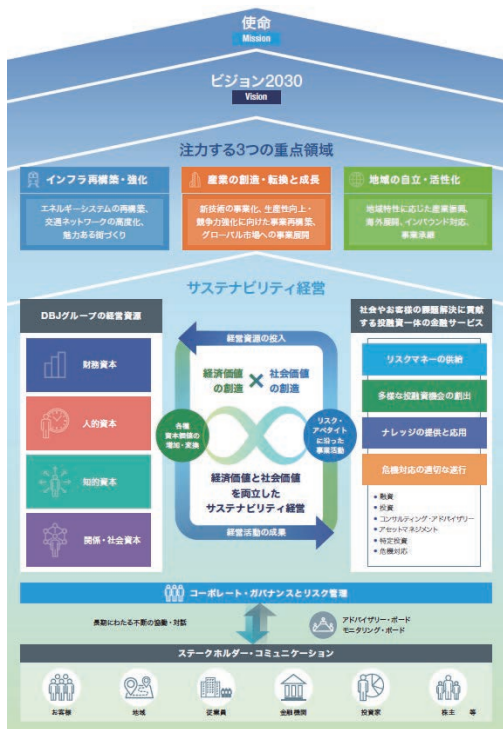 使命
Mission
ビジョン2030
Vision
注力する3つの重点領域
インフラ再構築・強化
エネルギーシステムの再構築、
交通ネットワークの高度化、
魅力ある街づくり
産業の創造・転換と成長
新技術の事業化、生産性向上・
競争力強化に向けた事業再構築、
グローバル市場への事業展開
地域の自立・活性化
地域特性に応じた産業振興、
海外展開、インバウンド対応、
事業承継
サステナビリティ経営
DBJグループの経営資源
財務資本
人的資本
知的資本
関係・社会資本
経営資源の投入
経済価値
の創造
×
社会価値
の創造
各種
資本価値の
増加・変換
リスク・
アペタイト
に沿った
事業活動
経済価値と社会価値
を両立した
サステナビリティ経営
経営活動の成果
社会やお客様の課題解決に貢献
する投融資一体の金融サービス
リスクマネーの供給
多様な投融資機会の創出
ナレッジの提供と応用
危機対応の適切な遂行
・融資
・投資
・コンサルティング・アドバイザリー
・アセットマネジメント
・特定投資
・危機対応
コーポレート・ガバナンスとリスク管理
長期にわたる不断の協働・対話
アドバイザリー・ボード
モニタリング・ボード
ステークホルダー・コミュニケーション
お客様
地域
従業員
金融機関
投資家
株主 等